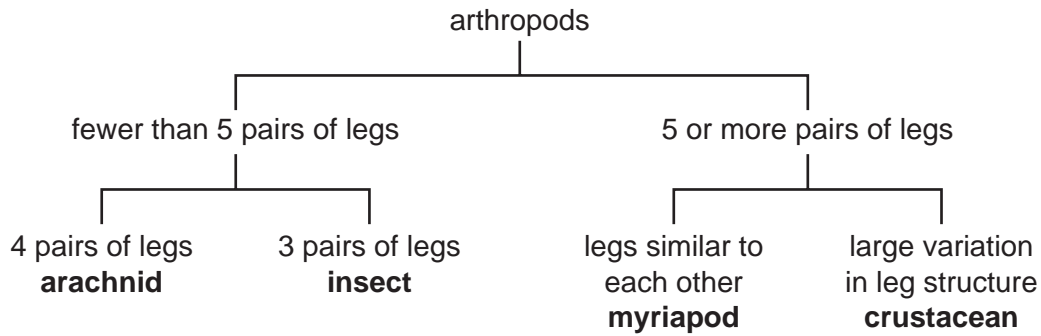 arthropods
fewer than 5 pairs of legs
5 or more pairs of legs
4 pairs of legs
arachnid
3 pairs of legs
insect
legs similar to
each other
myriapod
large variation
in leg structure
crustacean